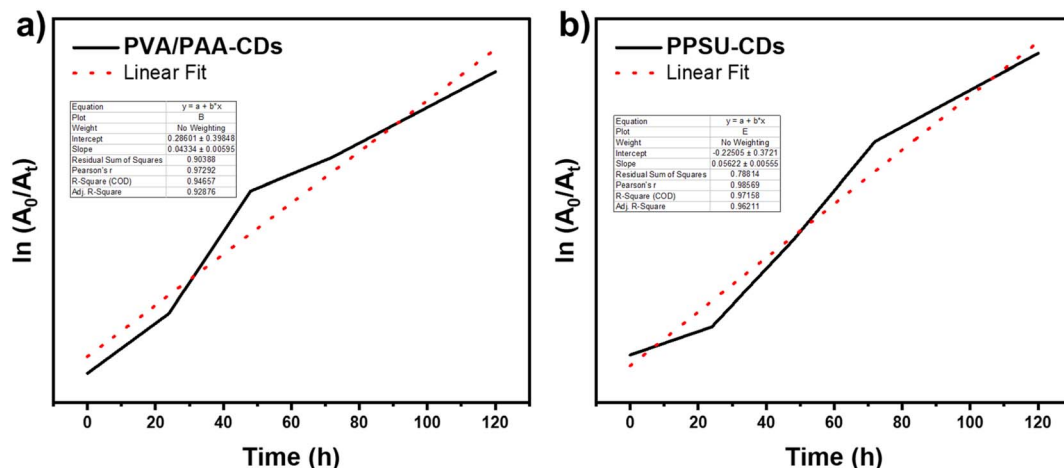 a)
PVA/PAA-CDs
Linear Fit
Equation y = a + b*x
Plot B
Weight No Weighting
Intercept 0.28601 ± 0.39848
Slope 0.04334 ± 0.00595
Residual Sum of Squares 0.90388
Pearson's r 0.97292
R-Square (COD) 0.94657
Adj. R-Square 0.92876
ln (A0/At)
0 20 40 60 80 100 120
Time (h)
b)
PPSU-CDs
Linear Fit
Equation y = a + b*x
Plot E
Weight No Weighting
Intercept -0.22505 ± 0.3721
Slope 0.05622 ± 0.00555
Residual Sum of Squares 0.78814
Pearson's r 0.98569
R-Square (COD) 0.97158
Adj. R-Square 0.96211
ln (A0/At)
0 20 40 60 80 100 120
Time (h)